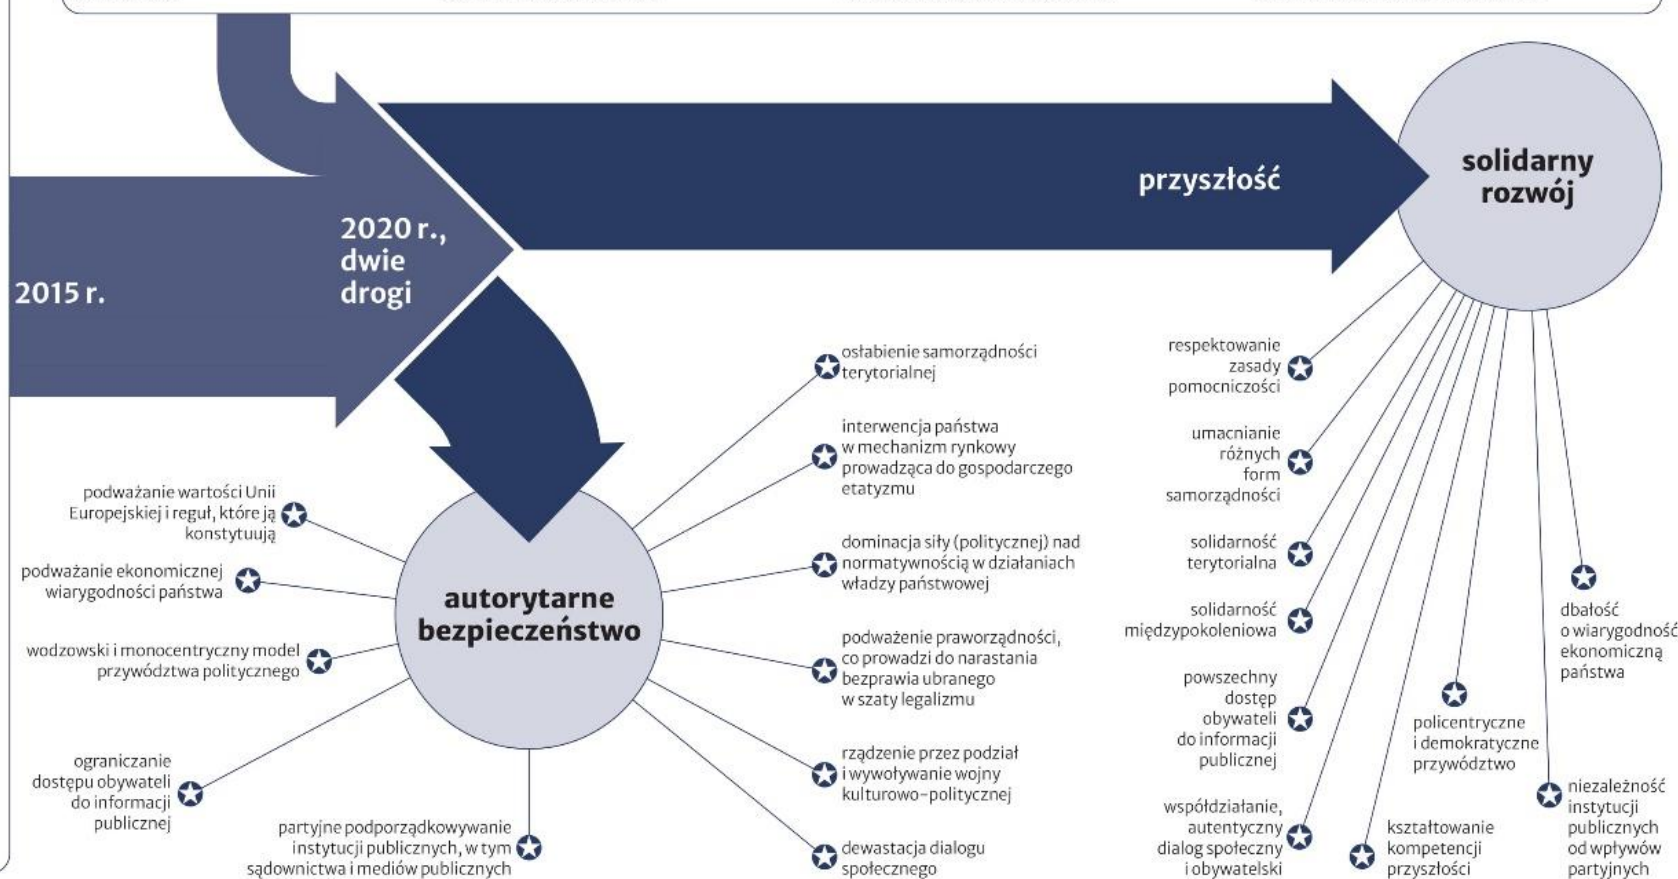 2015 r.
2020 r.,
dwie
drogi
przyszłość
solidarny
rozwój
autorytarne
bezpieczeństwo
podważanie wartości Unii
Europejskiej i reguł, które ją
konstytuują
podważanie ekonomicznej
wiarygodności państwa
wodzowski i monocentryczny model
przywództwa politycznego
ograniczanie
dostępu obywateli
do informacji
publicznej
partyjne podporządkowywanie
instytucji publicznych, w tym
sądownictwa i mediów publicznych
osłabienie samorządności
terytorialnej
interwencja państwa
w mechanizm rynkowy
prowadząca do gospodarczego
etatyzmu
dominacja siły (politycznej) nad
normatywnością w działaniach
władzy państwowej
podważenie praworządności,
co prowadzi do narastania
bezprawia ubranego
w szaty legalizmu
rządzenie przez podział
i wywoływanie wojny
kulturowo-politycznej
dewastacja dialogu
społecznego
respektowanie
zasady
pomocniczości
umacnianie
różnych
form
samorządności
solidarność
terytorialna
solidarność
międzypokoleniowa
powszechny
dostęp
obywateli
do informacji
publicznej
współdziałanie,
autentyczny
dialog społeczny
i obywatelski
kształtowanie
kompetencji
przyszłości
policentryczne
i demokratyczne
przywództwo
niezależność
instytucji
publicznych
od wpływów
partyjnych
dbałość
o wiarygodność
ekonomiczną
państwa